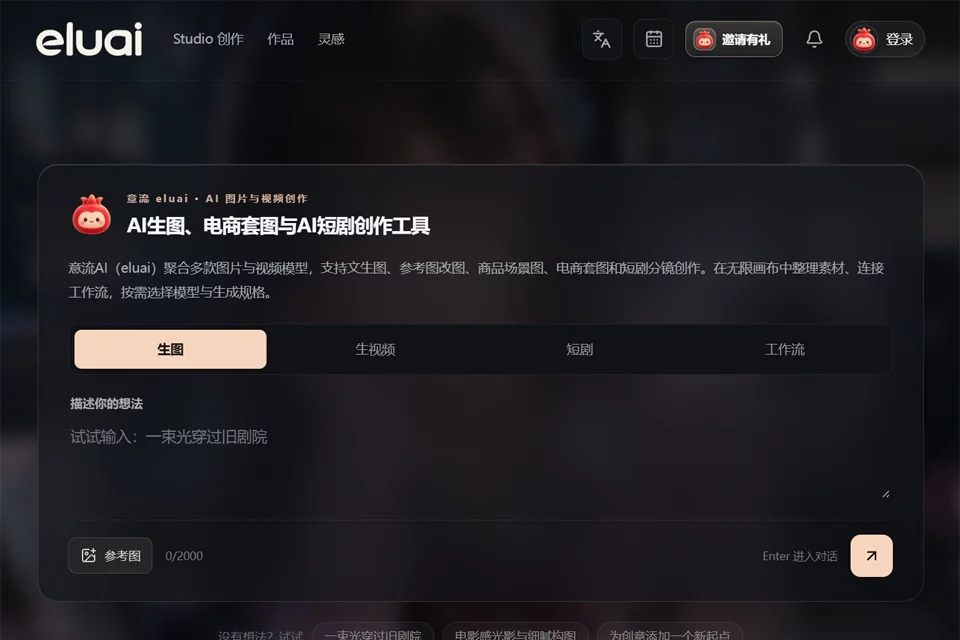 eluai
Studio 创作
作品
灵感
邀请有礼
登录
意流 eluai • AI 图片与视频创作
AI生图、电商套图与AI短剧创作工具
意流AI（eluai）聚合多款图片与视频模型，支持文生图、参考图改图、商品场景图、电商套图和短剧分镜创作。在无限画布中整理素材、连接
工作流，按需选择模型与生成规格。
生图
生视频
短剧
工作流
描述你的想法
试试输入：一束光穿过旧剧院
参考图
0/2000
Enter 进入对话
没有想法？试试
一束光穿过旧剧院
电影感光影与细腻构图
为创意添加一个新起点